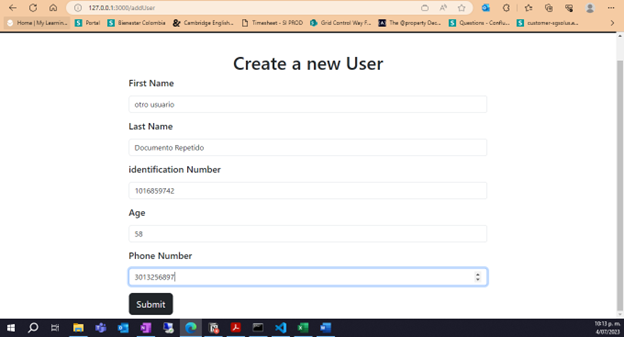 127.0.0.1:3000/addUser
Home | My Learnin... Portal Bienestar Colombia Cambridge English... Timesheet - SI PROD Grid Control Way F... The @property Dec... Questions - Conflu...
Create a new User
First Name
otro usuario
Last Name
Documento Repetido
identification Number
1016859742
Age
58
Phone Number
3013256897
Submit
10:13 p. m.
4/07/2023